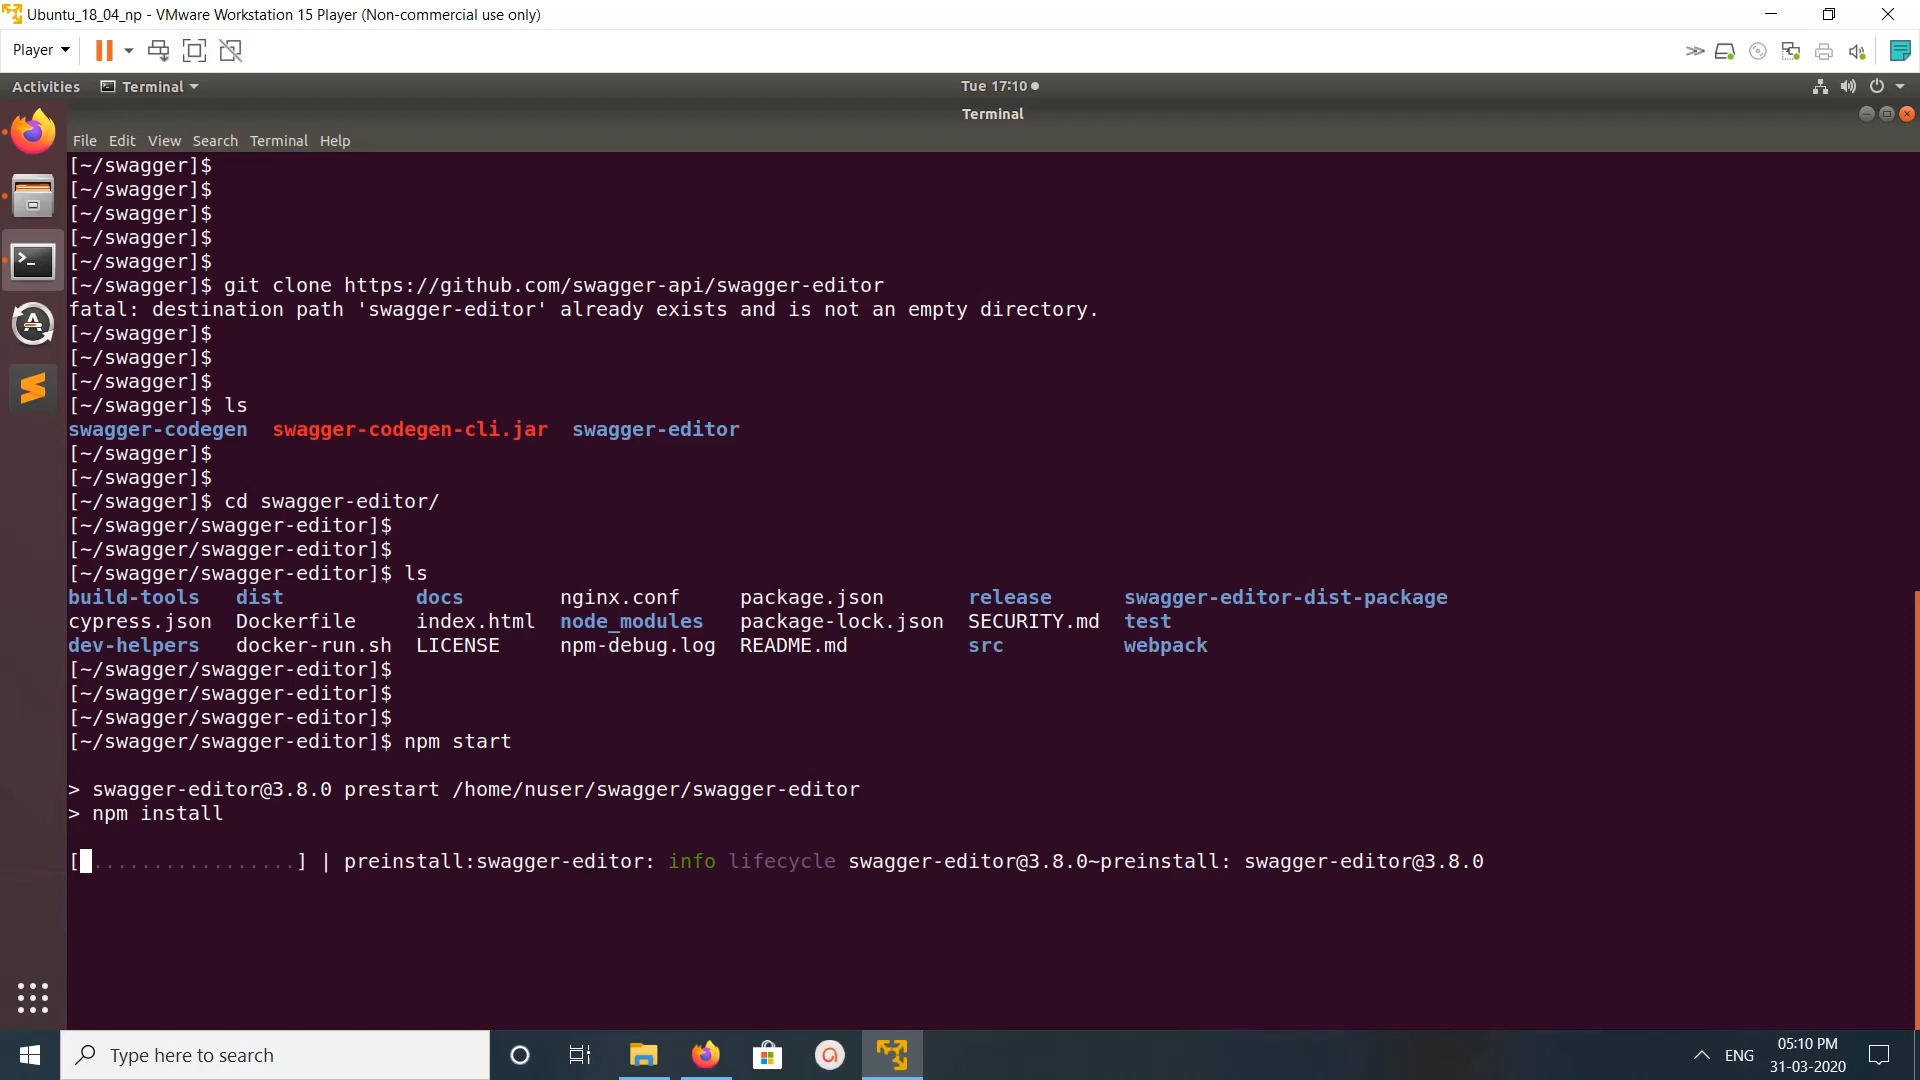 Ubuntu_18_04_np - VMware Workstation 15 Player (Non-commercial use only)
Player
Activities Terminal Tue 17:10
Terminal
File Edit View Search Terminal Help
[~/swagger]$
[~/swagger]$
[~/swagger]$
[~/swagger]$
[~/swagger]$
[~/swagger]$ git clone https://github.com/swagger-api/swagger-editor
fatal: destination path 'swagger-editor' already exists and is not an empty directory.
[~/swagger]$
[~/swagger]$
[~/swagger]$
[~/swagger]$ ls
swagger-codegen swagger-codegen-cli.jar swagger-editor
[~/swagger]$
[~/swagger]$
[~/swagger]$ cd swagger-editor/
[~/swagger/swagger-editor]$
[~/swagger/swagger-editor]$
[~/swagger/swagger-editor]$ ls
build-tools dist docs nginx.conf package.json release swagger-editor-dist-package
cypress.json Dockerfile index.html node_modules package-lock.json SECURITY.md test
dev-helpers docker-run.sh LICENSE npm-debug.log README.md src webpack
[~/swagger/swagger-editor]$
[~/swagger/swagger-editor]$
[~/swagger/swagger-editor]$
[~/swagger/swagger-editor]$ npm start
> swagger-editor@3.8.0 prestart /home/nuser/swagger/swagger-editor
> npm install
[ .................] | preinstall:swagger-editor: info lifecycle swagger-editor@3.8.0~preinstall: swagger-editor@3.8.0
Type here to search
ENG
05:10 PM
31-03-2020